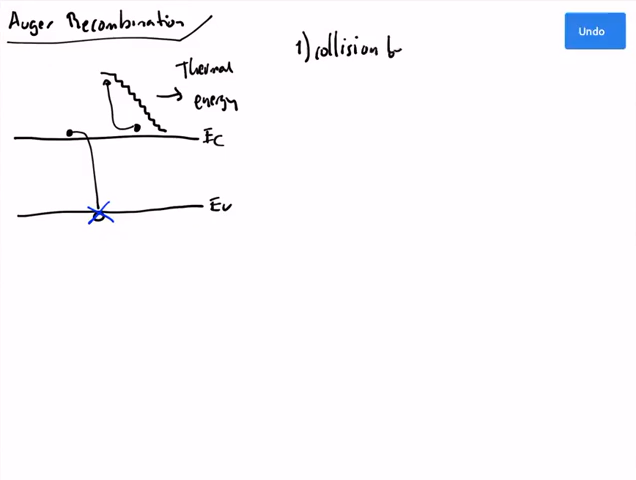 Auger Recombination
Thermal
energy
Ec
Ev
1) collision b
Undo